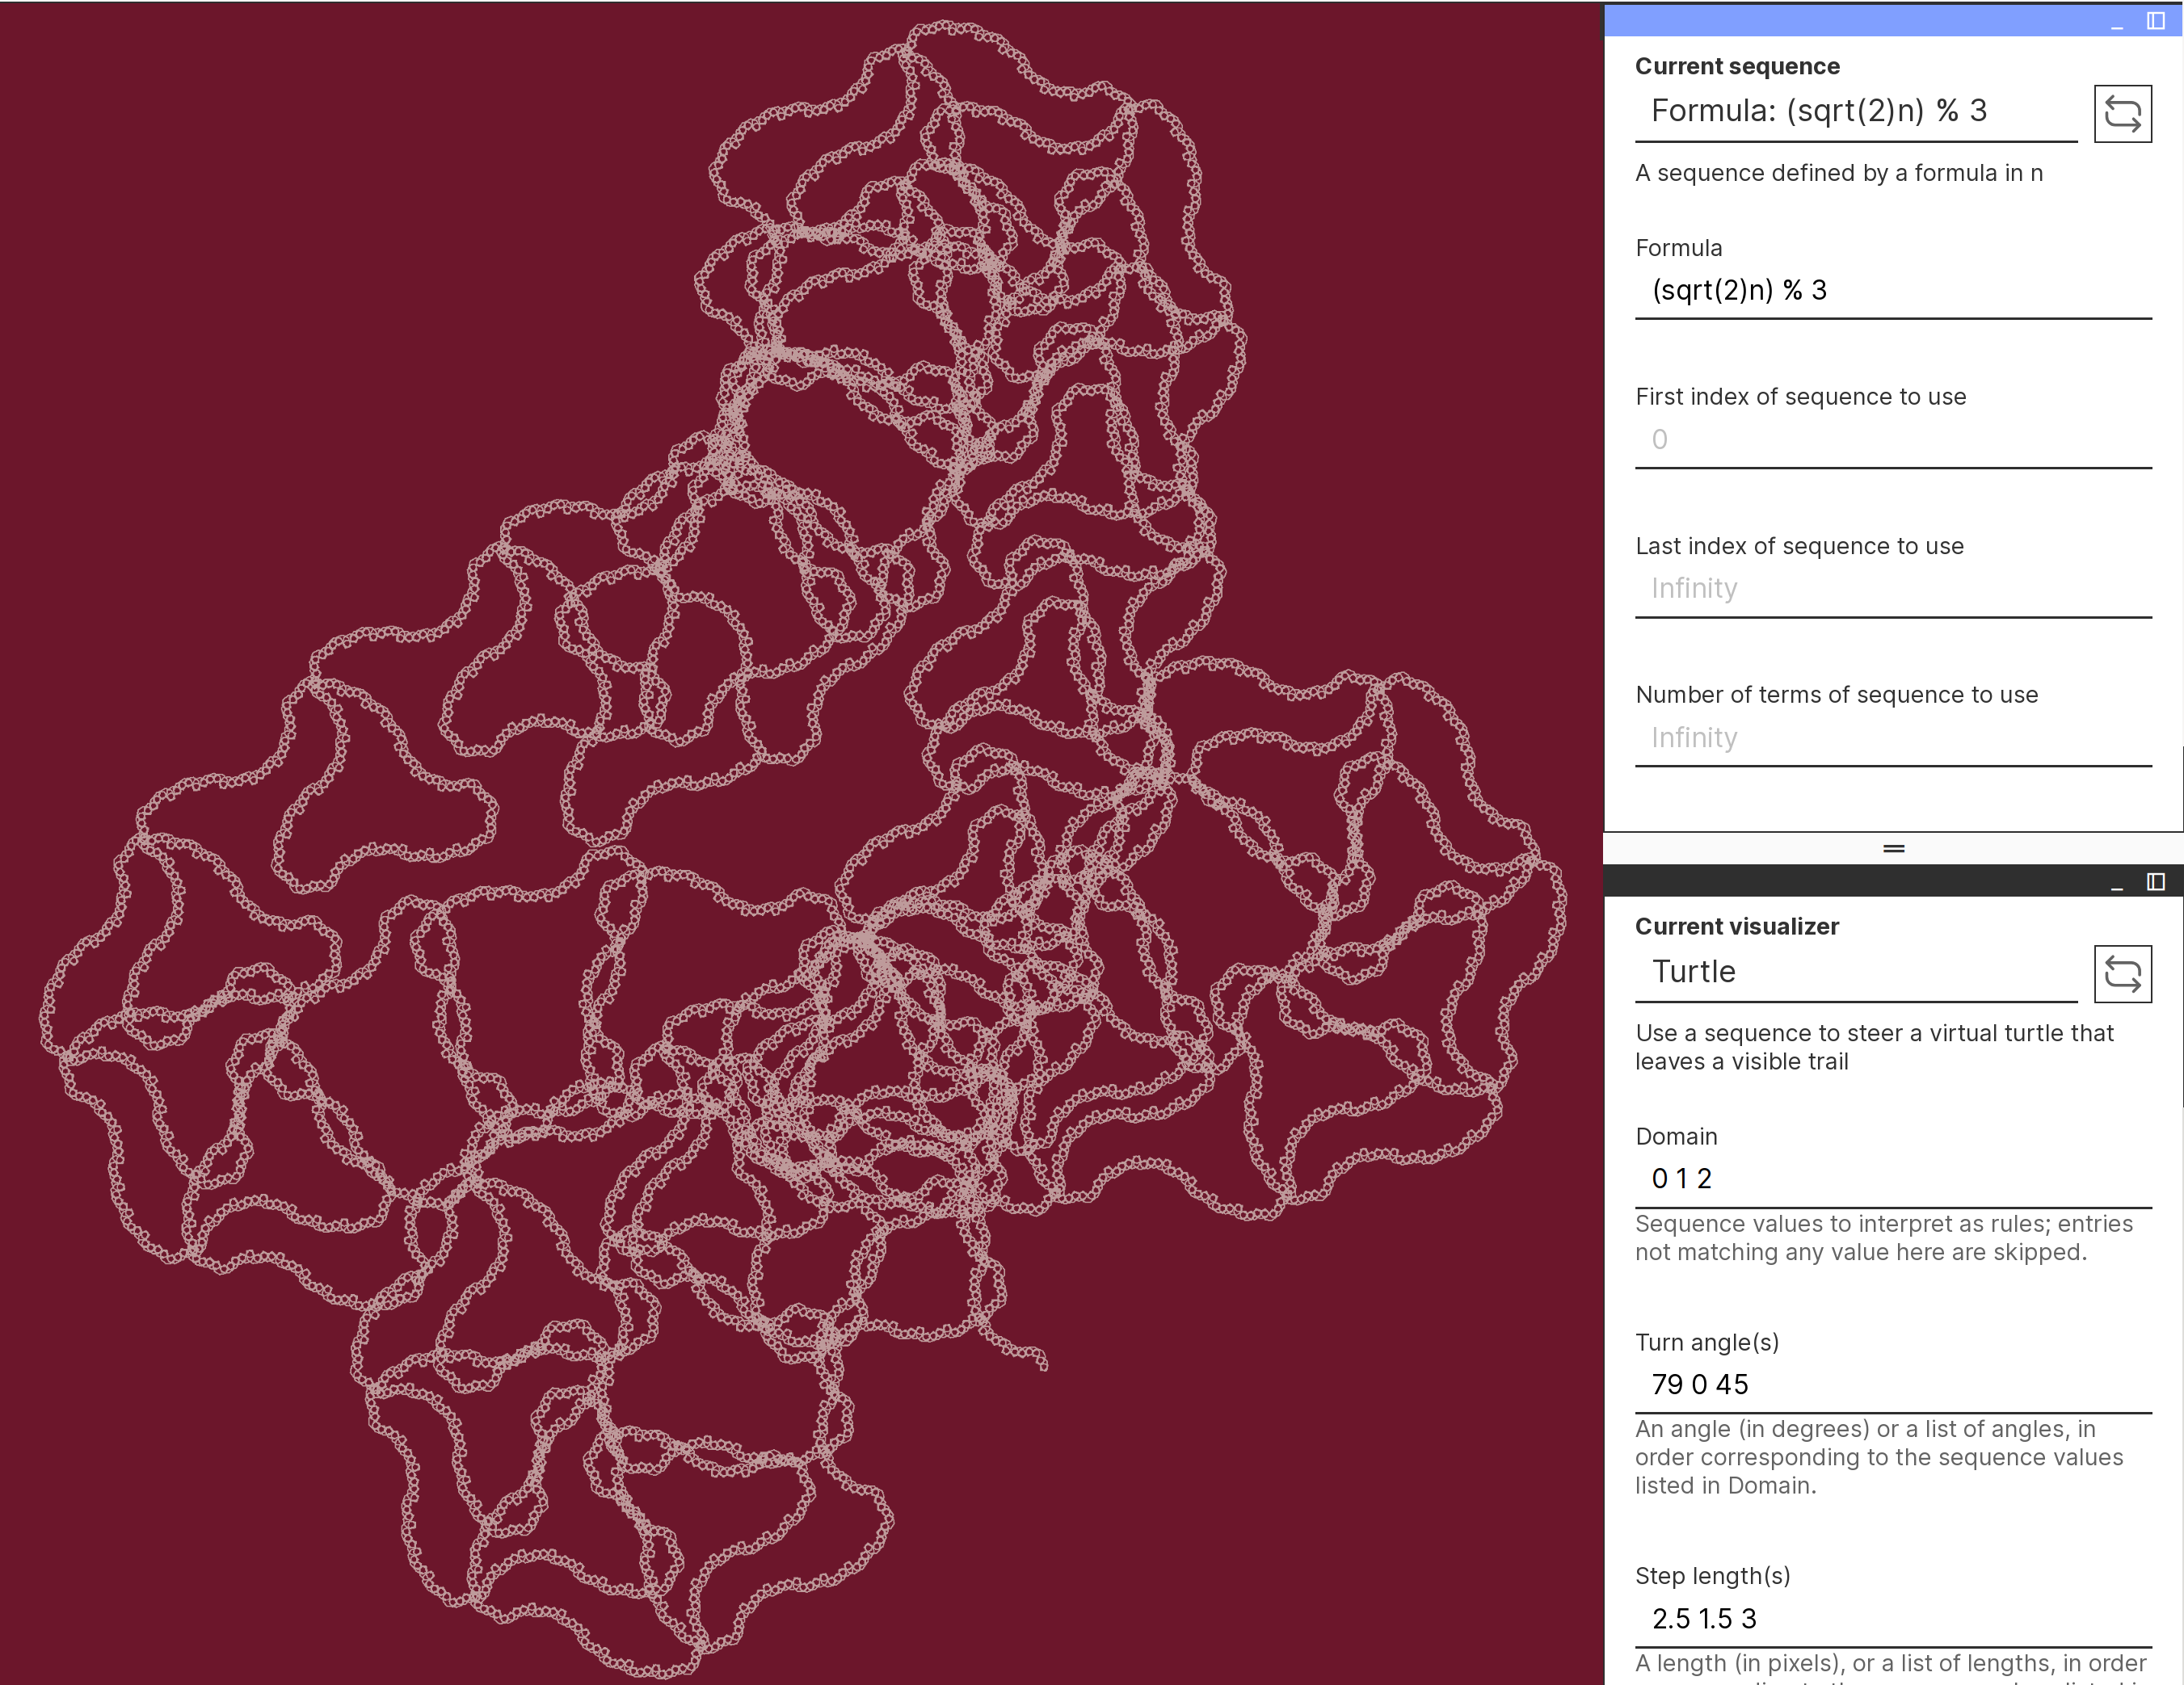 Current sequence
Formula: (sqrt(2)n) % 3
A sequence defined by a formula in n
Formula
(sqrt(2)n) % 3
First index of sequence to use
0
Last index of sequence to use
Infinity
Number of terms of sequence to use
Infinity
Current visualizer
Turtle
Use a sequence to steer a virtual turtle that
leaves a visible trail
Domain
0 1 2
Sequence values to interpret as rules; entries
not matching any value here are skipped.
Turn angle(s)
79 0 45
An angle (in degrees) or a list of angles, in
order corresponding to the sequence values
listed in Domain.
Step length(s)
2.5 1.5 3
A length (in pixels), or a list of lengths, in order